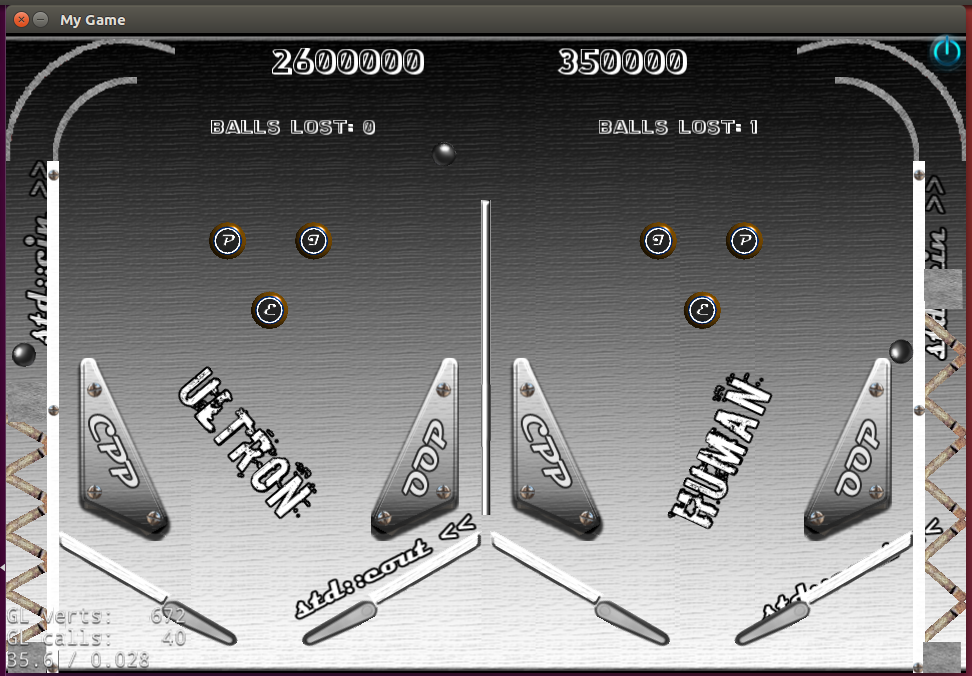 My Game
2600000
350000
BALLS LOST: 0
BALLS LOST: 1
std::cin >>
P
I
I
P
E
E
CPP
ULTRON
OOP
CPP
HUMAN
OOP
std::cout <<
GL verts: 672
GL calls: 40
35.6 / 0.028